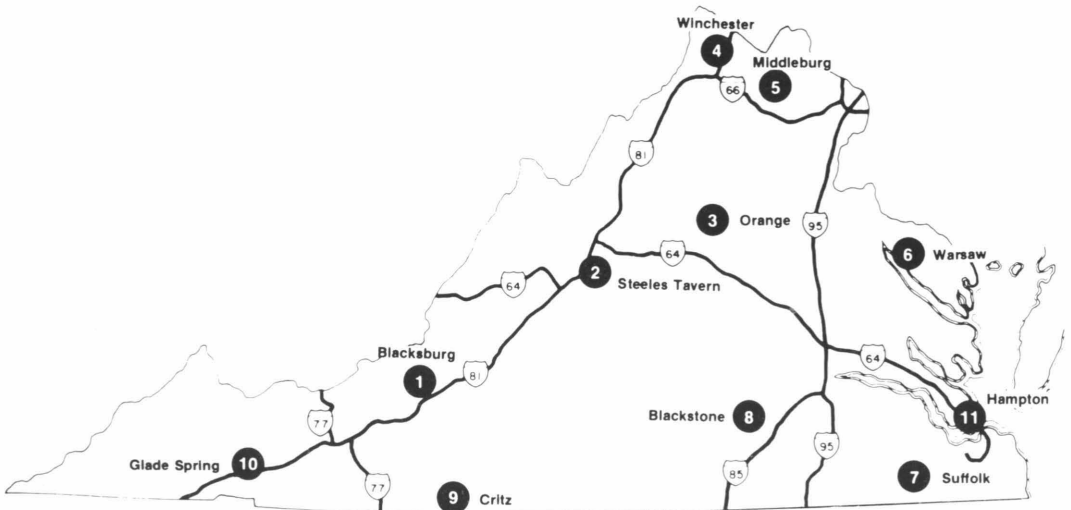 Winchester
4
Middleburg
5
66
81
3 Orange
95
6 Warsaw
64
2 Steeles Tavern
64
Blacksburg
1
81
64
Hampton
11
Blackstone 8
77
95
Glade Spring 10
85
7 Suffolk
77
9 Critz